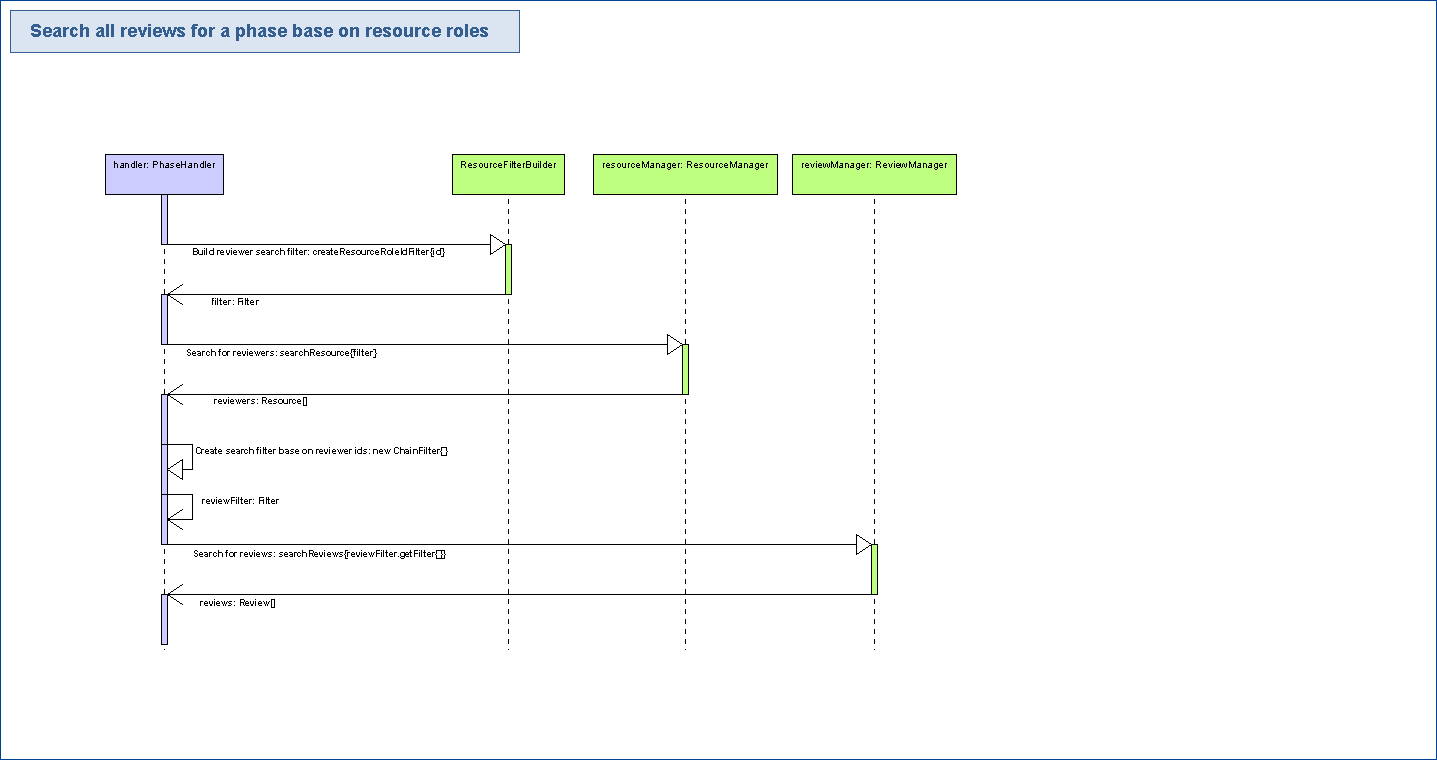 Search all reviews for a phase base on resource roles
handler: PhaseHandler
ResourceFilterBuilder
resourceManager: ResourceManager
reviewManager: ReviewManager
Build reviewer search filter: createResourceRoleIdFilter{id}
filter: Filter
Search for reviewers: searchResource{filter}
reviewers: Resource[]
Create search filter base on reviewer ids: new ChainFilter{}
reviewFilter: Filter
Search for reviews: searchReviews{reviewFilter.getFilter{}}
reviews: Review[]